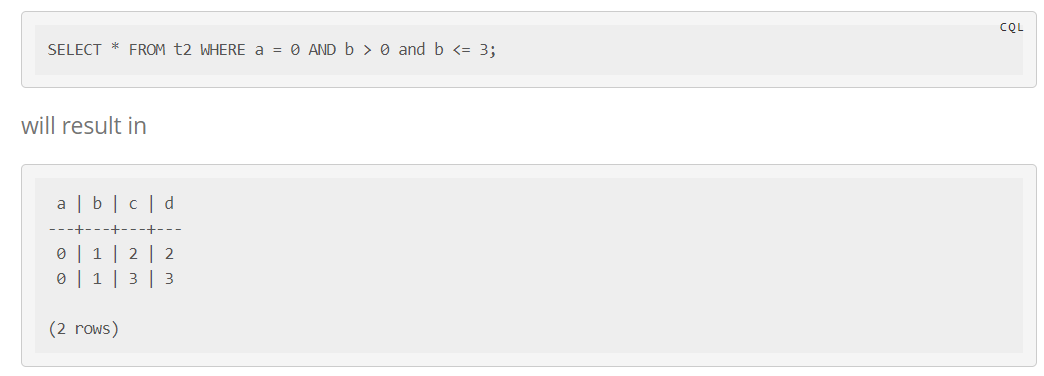 CQL
SELECT * FROM t2 WHERE a = 0 AND b > 0 and b <= 3;
will result in
 a | b | c | d
---+---+---+---
 0 | 1 | 2 | 2
 0 | 1 | 3 | 3
(2 rows)